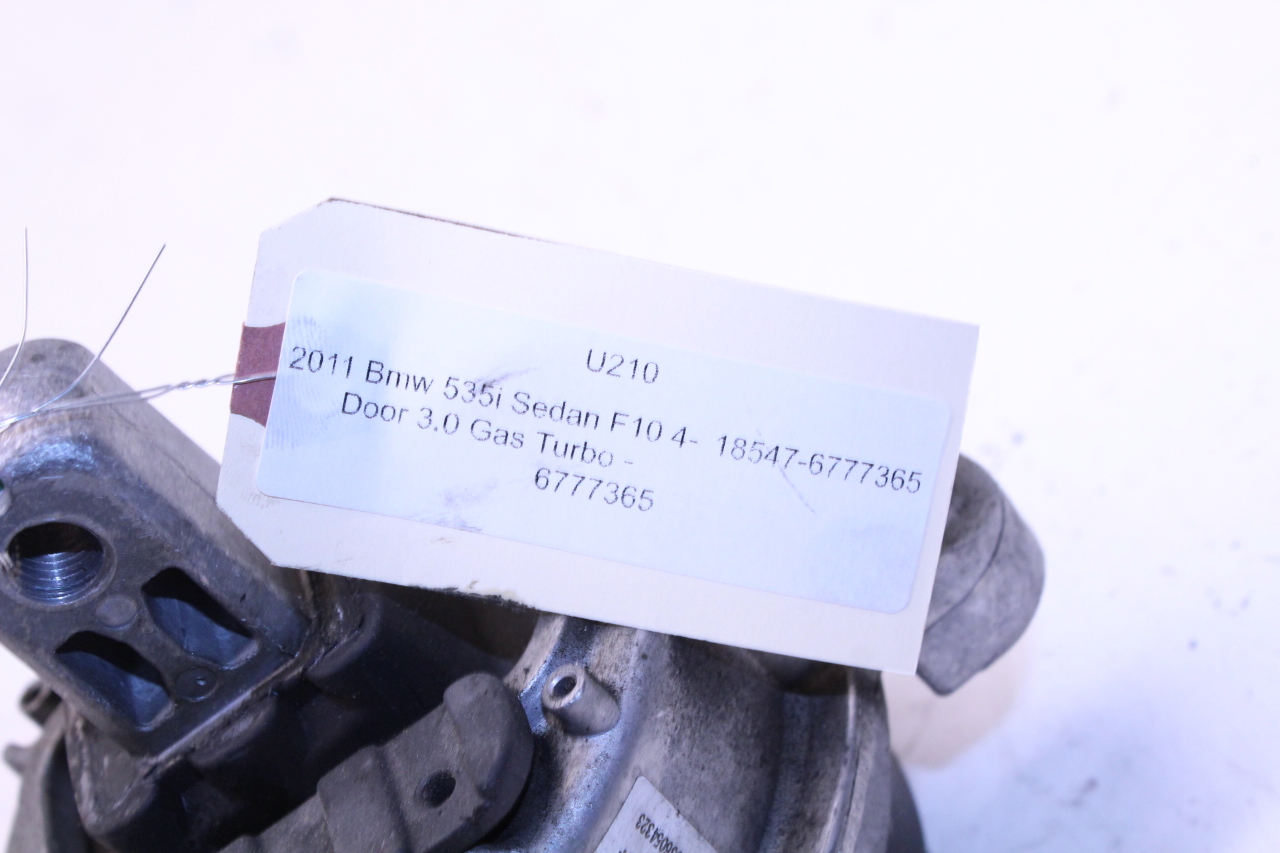 U210
2011 Bmw 535i Sedan F10 4- 18547-6777365
Door 3.0 Gas Turbo -
6777365